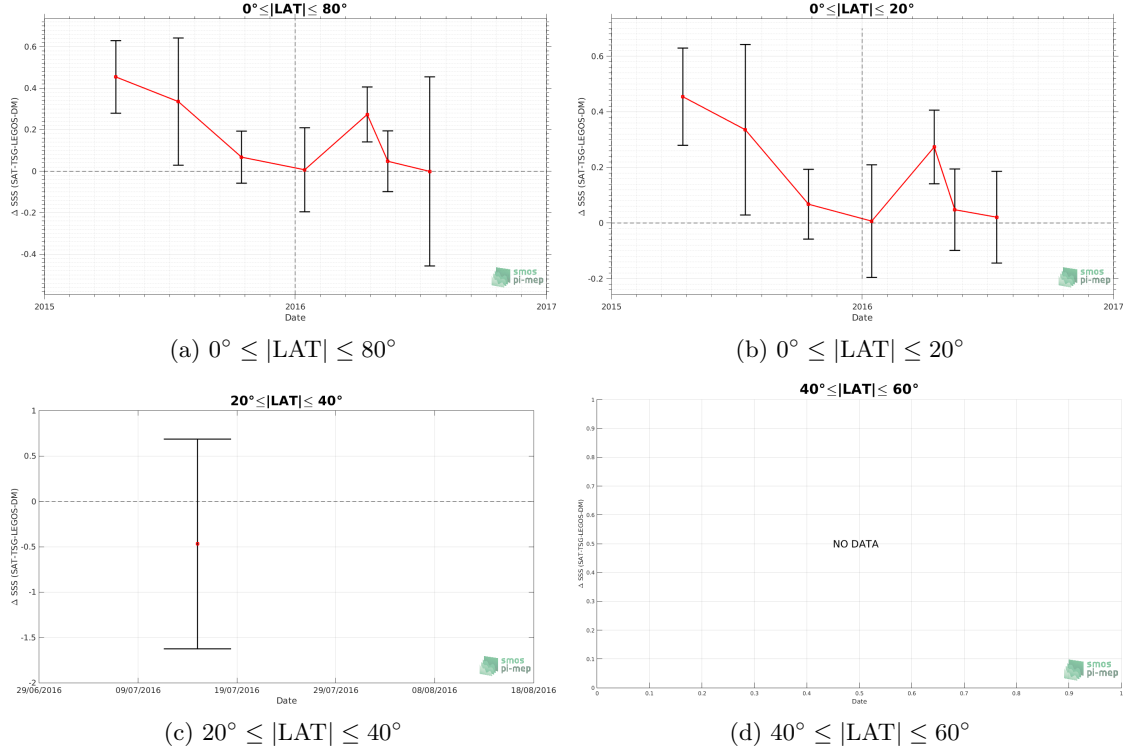 0°≤|LAT|≤ 80°
Δ SSS (SAT-TSG-LEGOS-DM)
0.6
0.4
0.2
0
-0.2
-0.4
2015
2016
2017
Date
smos
pi-mep
(a) 0° ≤ |LAT| ≤ 80°
0°≤|LAT|≤ 20°
Δ SSS (SAT-TSG-LEGOS-DM)
0.6
0.4
0.2
0
-0.2
2015
2016
2017
Date
smos
pi-mep
(b) 0° ≤ |LAT| ≤ 20°
20°≤|LAT|≤ 40°
Δ SSS (SAT-TSG-LEGOS-DM)
1
0.5
0
-0.5
-1
-1.5
-2
29/06/2016
09/07/2016
19/07/2016
29/07/2016
08/08/2016
18/08/2016
Date
smos
pi-mep
(c) 20° ≤ |LAT| ≤ 40°
40°≤|LAT|≤ 60°
Δ SSS (SAT-TSG-LEGOS-DM)
1
0.9
0.8
0.7
0.6
0.5
0.4
0.3
0.2
0.1
0
NO DATA
0
0.1
0.2
0.3
0.4
0.5
0.6
0.7
0.8
0.9
1
Date
smos
pi-mep
(d) 40° ≤ |LAT| ≤ 60°